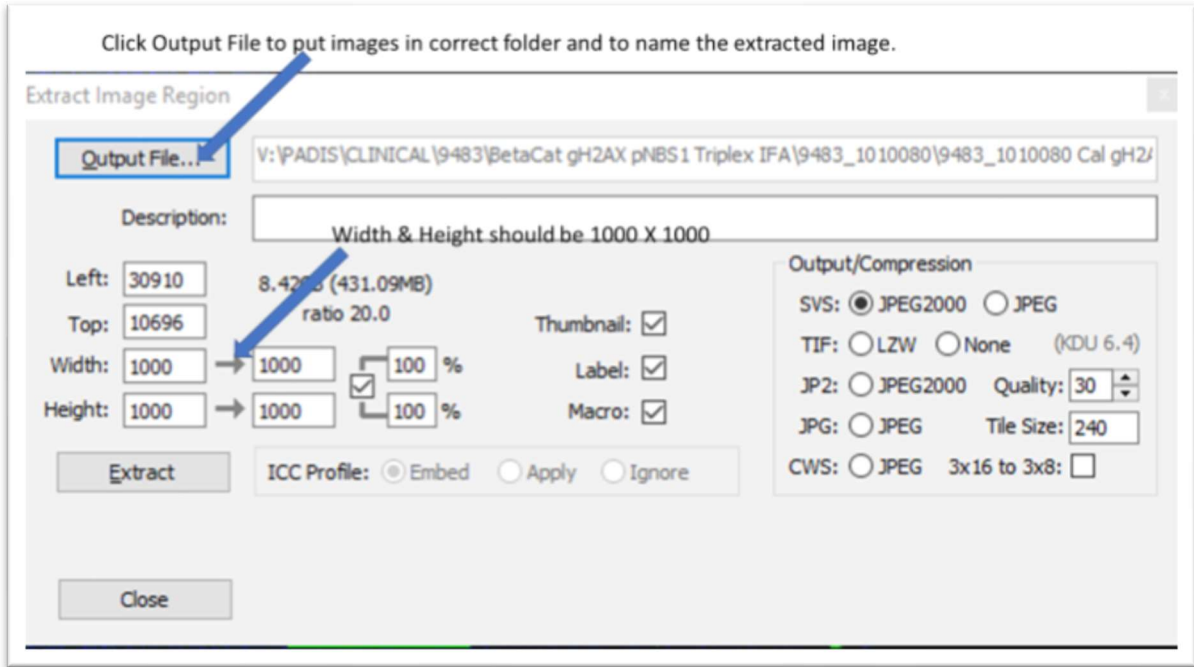 Click Output File to put images in correct folder and to name the extracted image.
Extract Image Region
Output File...
V:\PADIS\CLINICAL\9483\BetaCat gH2AX pNBS1 Triplex IFA\9483_1010080\9483_1010080 Cal gH2A
Description:
Width & Height should be 1000 X 1000
Left: 30910
(431.09MB)
Top: 10696
ratio 20.0
Width: 1000 1000 100 %
Height: 1000 1000 100 %
Thumbnail:
Label:
Macro:
Output/Compression
SVS: JPEG2000 JPEG
TIF: LZW None (KDU 6.4)
JP2: JPEG2000 Quality: 30
JPG: JPEG Tile Size: 240
CWS: JPEG 3x16 to 3x8:
Extract
ICC Profile: Embed Apply Ignore
Close